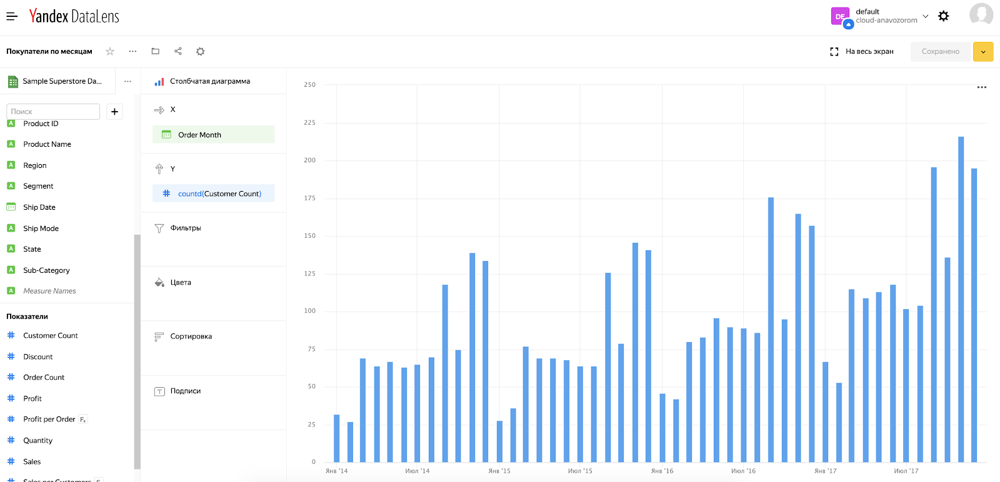 Yandex DataLens
DE
default
cloud-anavozorom
Покупатели по месяцам
На весь экран
Сохранено
Sample Superstore Da...
Поиск
Product ID
A Product Name
A Region
A Segment
Ship Date
A Ship Mode
A State
A Sub-Category
A Measure Names
Показатели
# Customer Count
# Discount
# Order Count
# Profit
# Profit per Order Fx
# Quantity
# Sales
Sales per Customers
Столбчатая диаграмма
X
Order Month
Y
# countd(Customer Count)
Фильтры
Цвета
Сортировка
T Подписи
250
225
200
175
150
125
100
75
50
25
0
Янв '14 Июл '14 Янв '15 Июл '15 Янв '16 Июл '16 Янв '17 Июл '17